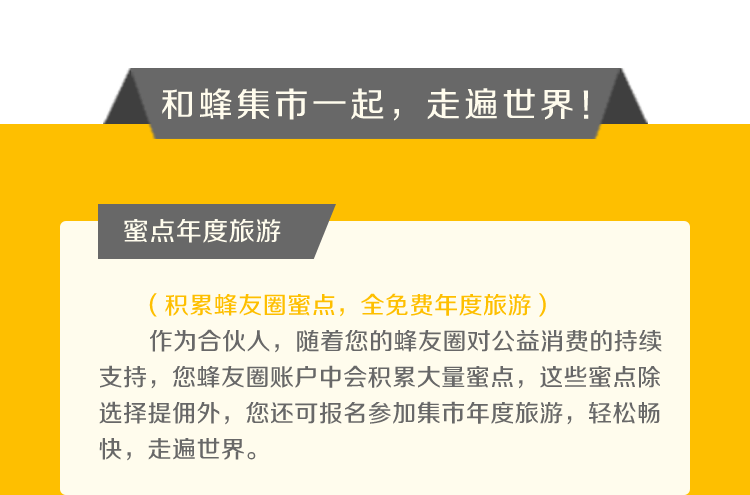 和蜂集市一起，走遍世界！
蜜点年度旅游
（积累蜂友圈蜜点，全免费年度旅游）
作为合伙人，随着您的蜂友圈对公益消费的持续
支持，您蜂友圈账户中会积累大量蜜点，这些蜜点除
选择提佣外，您还可报名参加集市年度旅游，轻松畅
快，走遍世界。